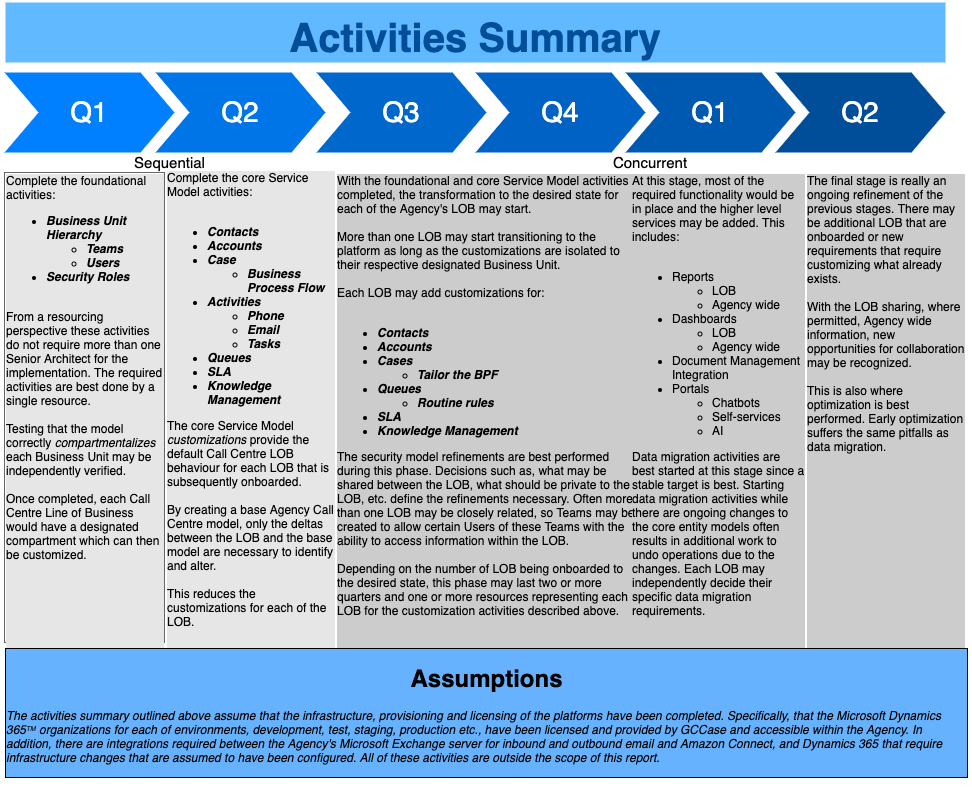 Activities Summary
Q1
Q2
Q3
Q4
Q1
Q2
Sequential
Concurrent
Complete the foundational
activities:
• Business Unit
Hierarchy
○ Teams
○ Users
• Security Roles
From a resourcing
perspective these activities
do not require more than one
Senior Architect for the
implementation. The required
activities are best done by a
single resource.
Testing that the model
correctly compartmentalizes
each Business Unit may be
independently verified.
Once completed, each Call
Centre Line of Business
would have a designated
compartment which can then
be customized.
Complete the core Service
Model activities:
• Contacts
• Accounts
• Case
○ Business
Process Flow
• Activities
○ Phone
○ Email
○ Tasks
• Queues
• SLA
• Knowledge
Management
The core Service Model
customizations provide the
default Call Centre LOB
behaviour for each LOB that is
subsequently onboarded.
By creating a base Agency Call
Centre model, only the deltas
between the LOB and the base
model are necessary to identify
and alter.
This reduces the
customizations for each of the
LOB.
With the foundational and core Service Model activities
completed, the transformation to the desired state for
each of the Agency's LOB may start.
More than one LOB may start transitioning to the
platform as long as the customizations are isolated to
their respective designated Business Unit.
Each LOB may add customizations for:
• Contacts
• Accounts
• Cases
○ Tailor the BPF
• Queues
○ Routine rules
• SLA
• Knowledge Management
The security model refinements are best performed
during this phase. Decisions such as, what may be
shared between the LOB, what should be private to the
LOB, etc. define the refinements necessary. Often more
than one LOB may be closely related, so Teams may be
created to allow certain Users of these Teams with the
ability to access information within the LOB.
Depending on the number of LOB being onboarded to
the desired state, this phase may last two or more
quarters and one or more resources representing each
LOB for the customization activities described above.
At this stage, most of the
required functionality would be
in place and the higher level
services may be added. This
includes:
• Reports
○ LOB
○ Agency wide
• Dashboards
○ LOB
○ Agency wide
• Document Management
Integration
• Portals
○ Chatbots
○ Self-services
○ AI
Data migration activities are
best started at this stage since a
stable target is best. Starting
data migration activities while
there are ongoing changes to
the core entity models often
results in additional work to
undo operations due to the
changes. Each LOB may
independently decide their
specific data migration
requirements.
The final stage is really an
ongoing refinement of the
previous stages. There may
be additional LOB that are
onboarded or new
requirements that require
customizing what already
exists.
With the LOB sharing, where
permitted, Agency wide
information, new
opportunities for collaboration
may be recognized.
This is also where
optimization is best
performed. Early optimization
suffers the same pitfalls as
data migration.
Assumptions
The activities summary outlined above assume that the infrastructure, provisioning and licensing of the platforms have been completed. Specifically, that the Microsoft Dynamics
365™ organizations for each of environments, development, test, staging, production etc., have been licensed and provided by GCCase and accessible within the Agency. In
addition, there are integrations required between the Agency's Microsoft Exchange server for inbound and outbound email and Amazon Connect, and Dynamics 365 that require
infrastructure changes that are assumed to have been configured. All of these activities are outside the scope of this report.